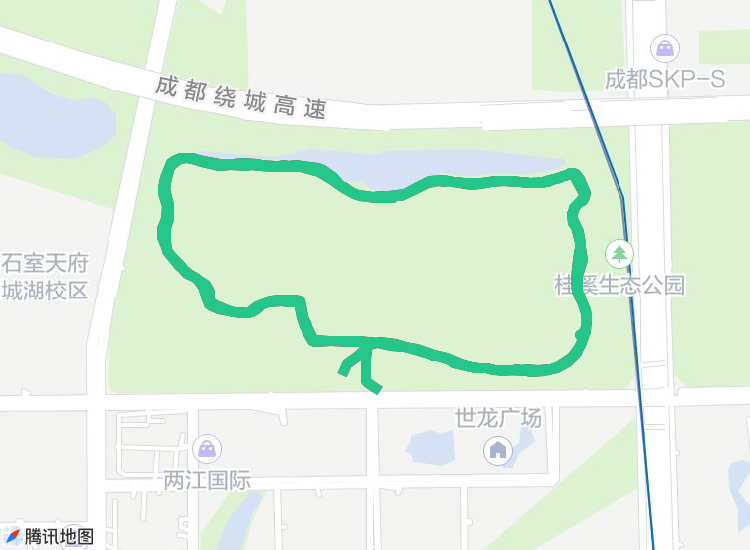 成都SKP-S
成都绕城高速
石室天府
城湖校区
桂溪生态公园
世龙广场
两江国际
腾讯地图